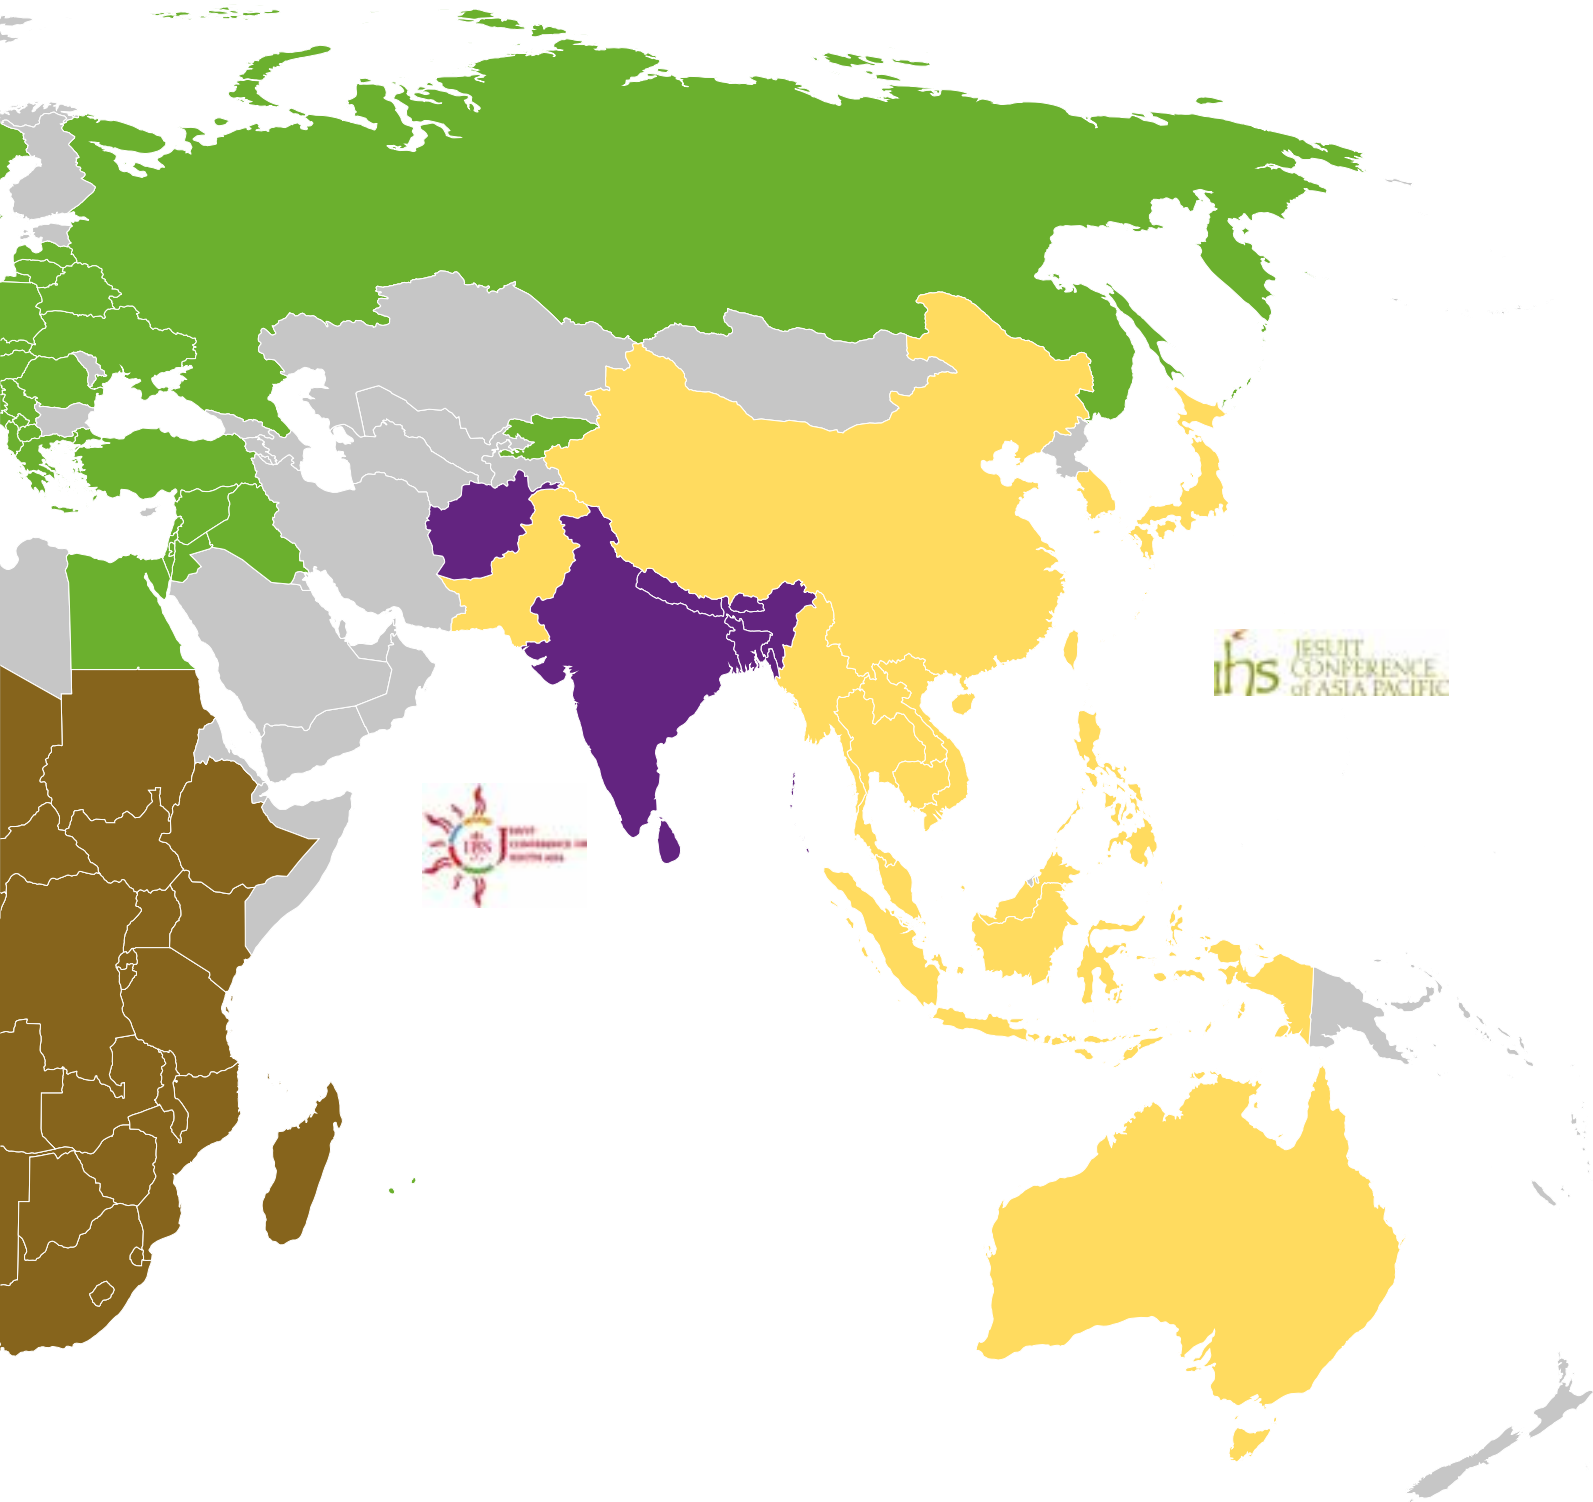 ihs
JESUIT
CONFERENCE
of ASIA PACIFIC
IHS
JESUIT
CONFERENCE OF
SOUTH ASIA